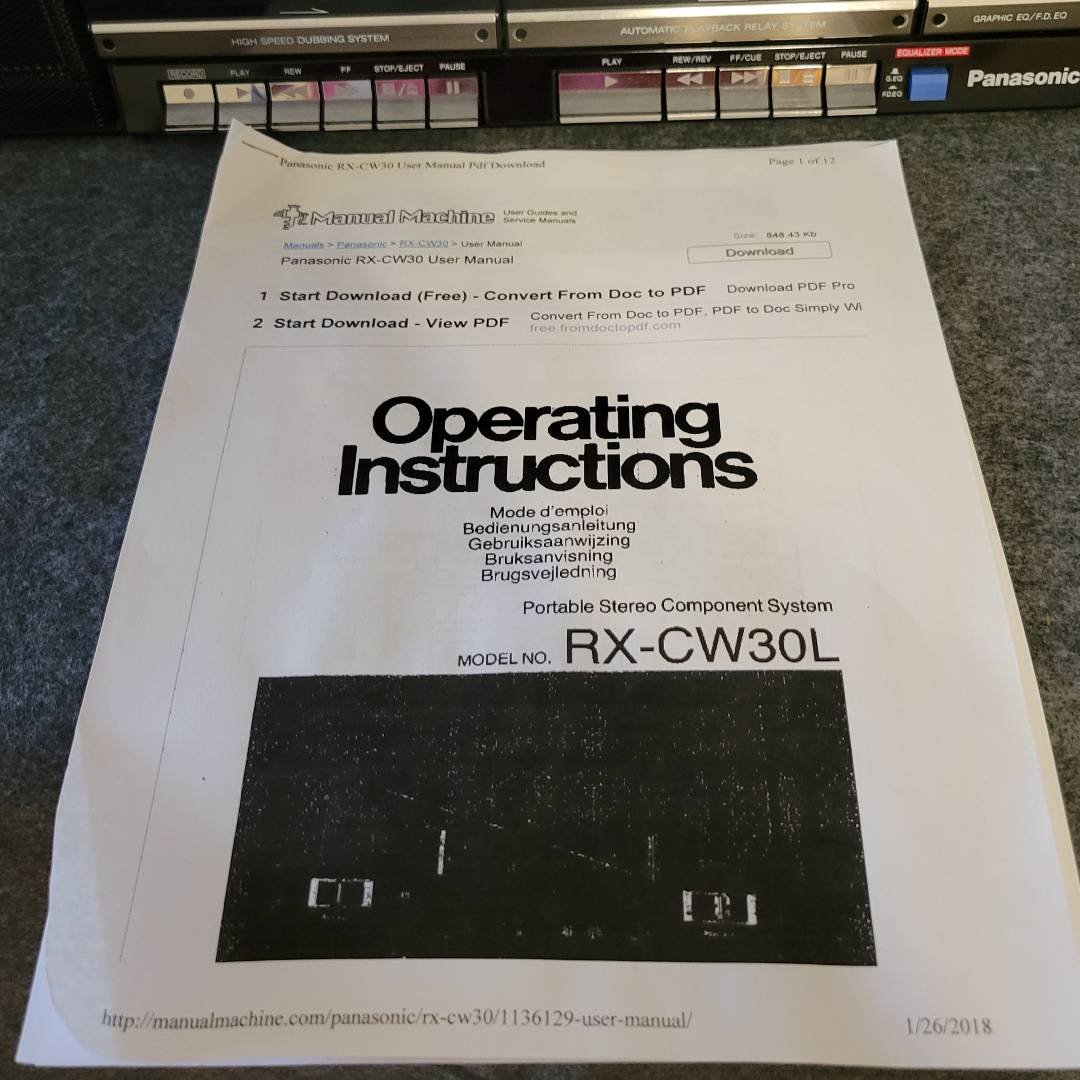 HIGH SPEED DUBBING SYSTEM
AUTOMATIC PLAYBACK RELAY SYSTEM
GRAPHIC EQ/F.D. EQ
RECORD PLAY REW FF STOP/EJECT PAUSE
PLAY REW/REV FF/CUE STOP/EJECT PAUSE
EQUALIZER MODE
G.EQ
F.D.EQ
Panasonic
Panasonic RX-CW30 User Manual Pdf Download
Page 1 of 12
Manual Machine
User Guides and
Service Manuals
Manuals > Panasonic > RX-CW30 > User Manual
Size: 848.43 Kb
Panasonic RX-CW30 User Manual
Download
1 Start Download (Free) - Convert From Doc to PDF Download PDF Pro
2 Start Download - View PDF Convert From Doc to PDF, PDF to Doc Simply Wi
free.fromdoctopdf.com
Operating
Instructions
Mode d'emploi
Bedienungsanleitung
Gebruiksaanwijzing
Bruksanvisning
Brugsvejledning
Portable Stereo Component System
MODEL NO. RX-CW30L
http://manualmachine.com/panasonic/rx-cw30/1136129-user-manual/
1/26/2018